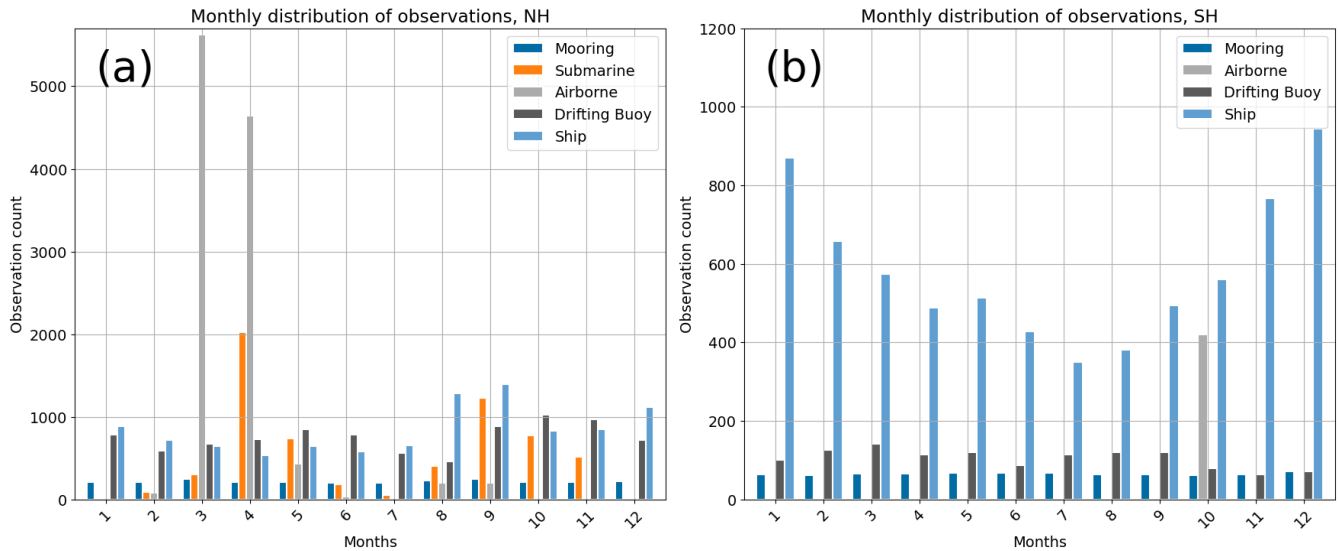 Monthly distribution of observations, NH
(a)
Mooring
Submarine
Airborne
Drifting Buoy
Ship
Observation count
5000
4000
3000
2000
1000
0
1 2 3 4 5 6 7 8 9 10 11 12
Months
Monthly distribution of observations, SH
(b)
Mooring
Airborne
Drifting Buoy
Ship
Observation count
1200
1000
800
600
400
200
0
1 2 3 4 5 6 7 8 9 10 11 12
Months